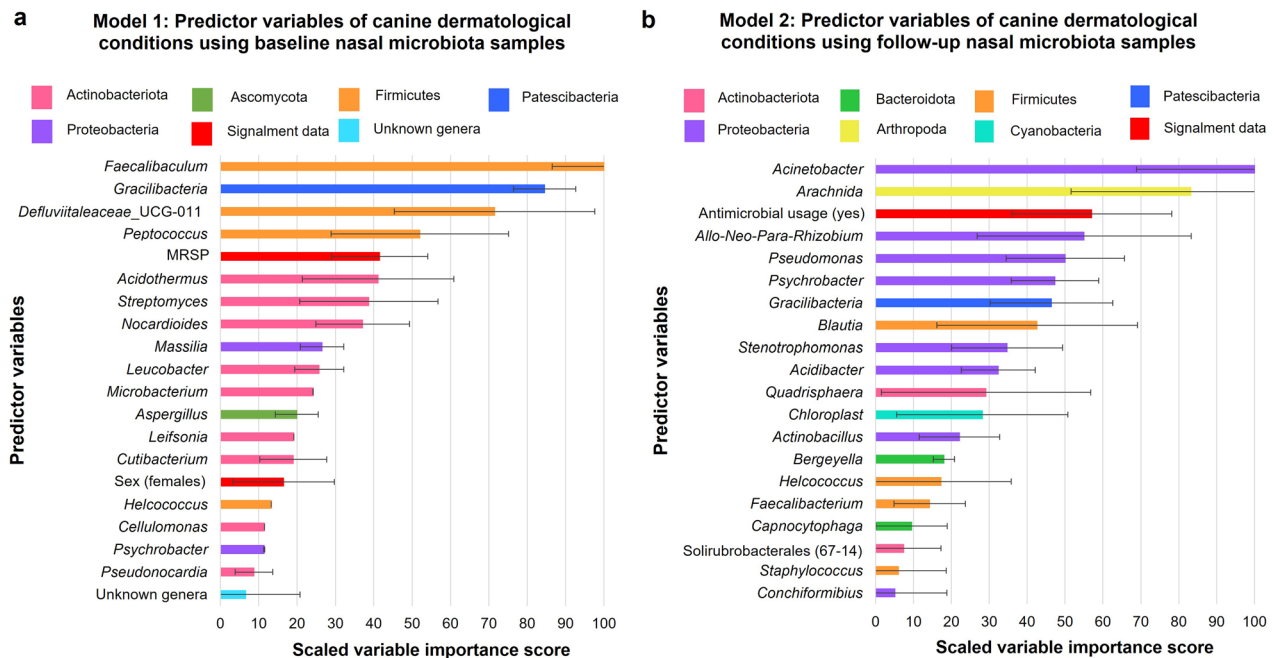 a
Model 1: Predictor variables of canine dermatological
conditions using baseline nasal microbiota samples
Actinobacteriota
Ascomycota
Firmicutes
Patescibacteria
Proteobacteria
Signalment data
Unknown genera
Predictor variables
Faecalibaculum
Gracilibacteria
Defluviitaleaceae_UCG-011
Peptococcus
MRSP
Acidothermus
Streptomyces
Nocardioides
Massilia
Leucobacter
Microbacterium
Aspergillus
Leifsonia
Cutibacterium
Sex (females)
Helcococcus
Cellulomonas
Psychrobacter
Pseudonocardia
Unknown genera
0 10 20 30 40 50 60 70 80 90 100
Scaled variable importance score
b
Model 2: Predictor variables of canine dermatological
conditions using follow-up nasal microbiota samples
Actinobacteriota
Bacteroidota
Firmicutes
Patescibacteria
Proteobacteria
Arthropoda
Cyanobacteria
Signalment data
Predictor variables
Acinetobacter
Arachnida
Antimicrobial usage (yes)
Allo-Neo-Para-Rhizobium
Pseudomonas
Psychrobacter
Gracilibacteria
Blautia
Stenotrophomonas
Acidibacter
Quadrisphaera
Chloroplast
Actinobacillus
Bergeyella
Helcococcus
Faecalibacterium
Capnocytophaga
Solirubrobacterales (67-14)
Staphylococcus
Conchiformibius
0 10 20 30 40 50 60 70 80 90 100
Scaled variable importance score